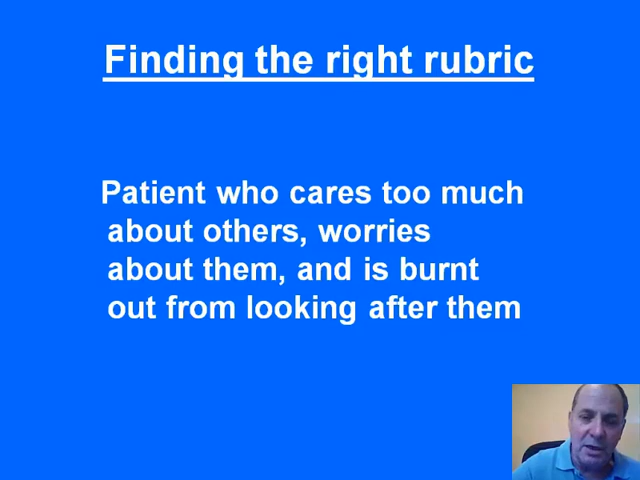 Finding the right rubric
Patient who cares too much
about others, worries
about them, and is burnt
out from looking after them